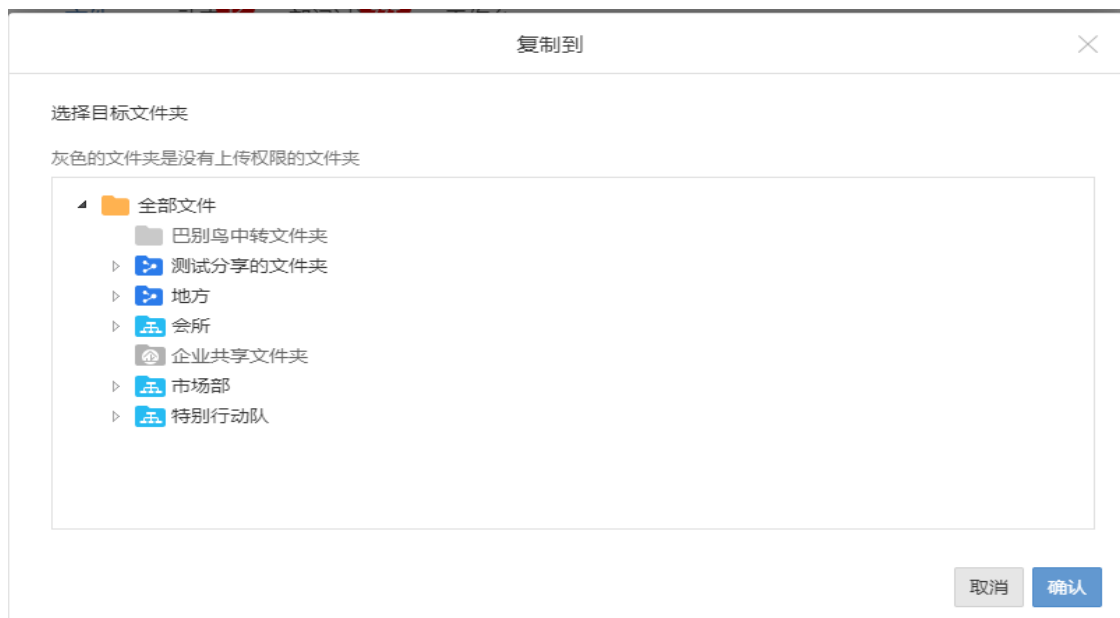 复制到
选择目标文件夹
灰色的文件夹是没有上传权限的文件夹
全部文件
巴别鸟中转文件夹
测试分享的文件夹
地方
会所
企业共享文件夹
市场部
特别行动队
取消 确认